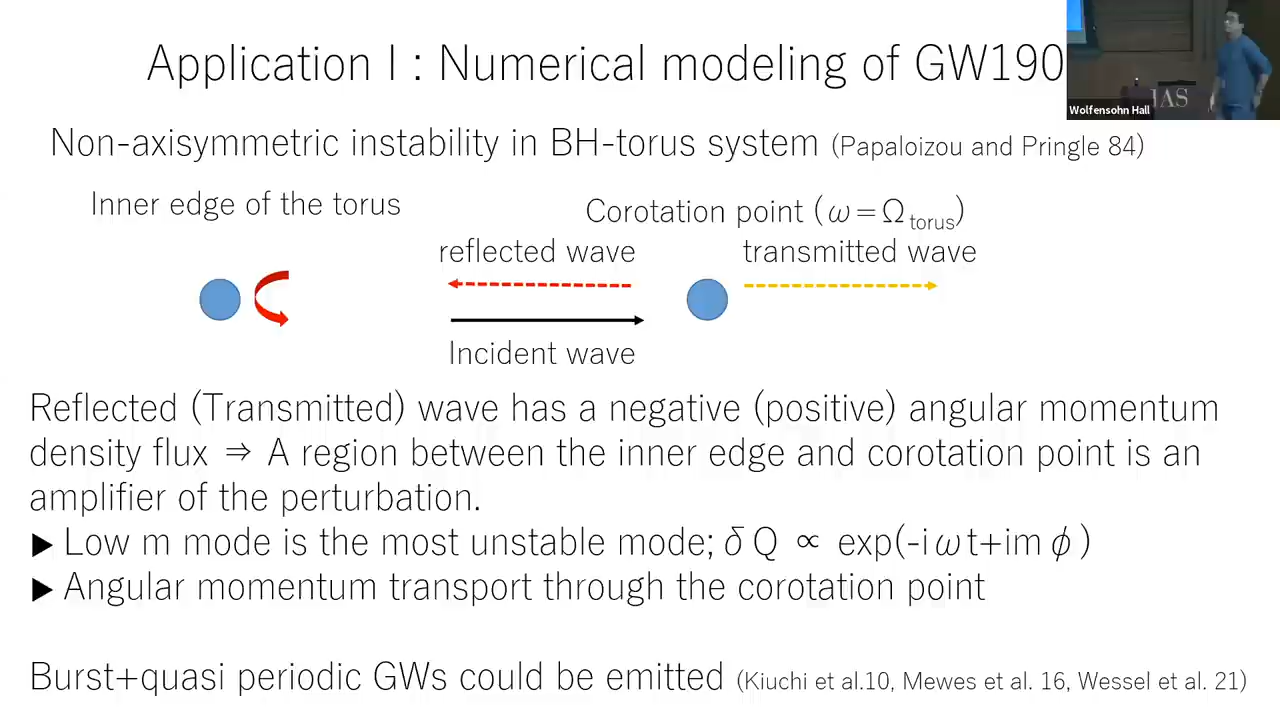 Application I : Numerical modeling of GW190
Wolfensohn Hall
IAS
Non-axisymmetric instability in BH-torus system (Papaloizou and Pringle 84)
Inner edge of the torus
Corotation point (ω=Ω torus)
reflected wave
transmitted wave
Incident wave
Reflected (Transmitted) wave has a negative (positive) angular momentum
density flux ⇒ A region between the inner edge and corotation point is an
amplifier of the perturbation.
▶ Low m mode is the most unstable mode; δQ ∝ exp(-iωt+imϕ)
▶ Angular momentum transport through the corotation point
Burst+quasi periodic GWs could be emitted (Kiuchi et al.10, Mewes et al. 16, Wessel et al. 21)